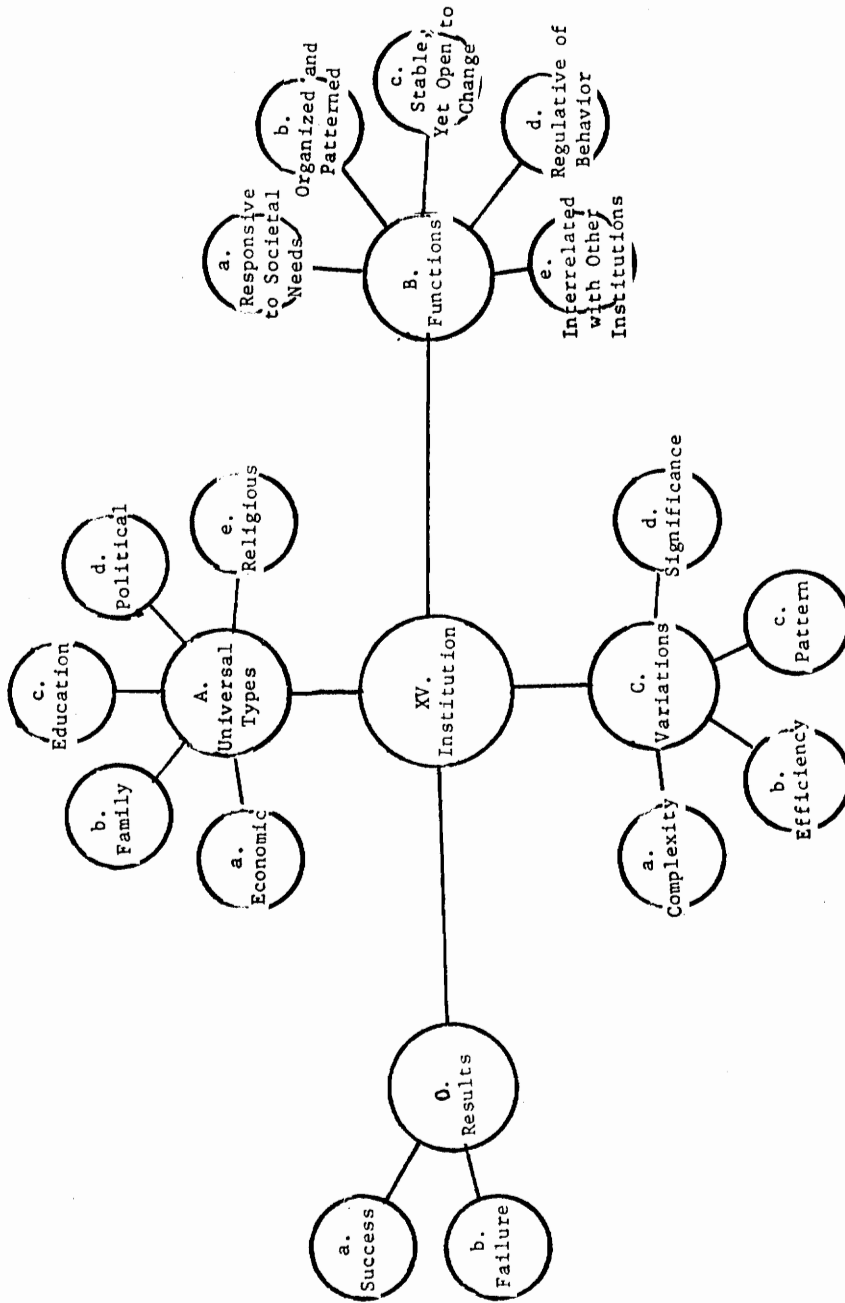 c.
Education
b.
Family
d.
Political
a.
Economic
A.
Universal
Types
e.
Religious
a.
Success
b.
Failure
O.
Results
XV.
Institution
B.
Functions
a.
Responsive
to Societal
Needs
b.
Organized and
Patterned
c.
Stable,
Yet Open to
Change
d.
Regulative of
Behavior
e.
Interrelated
with Other
Institutions
C.
Variations
a.
Complexity
b.
Efficiency
c.
Pattern
d.
Significance